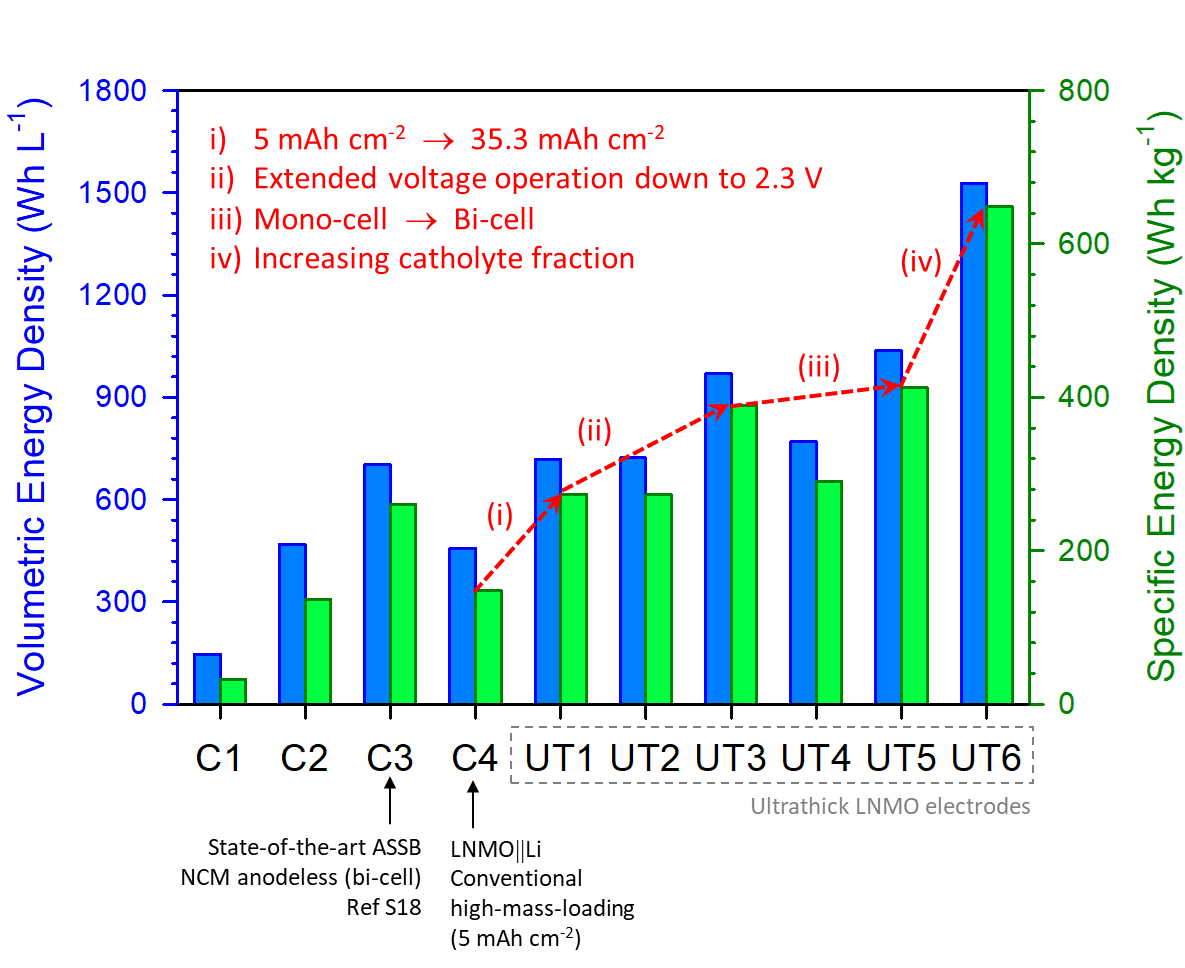 i) 5 mAh cm-2 → 35.3 mAh cm-2
ii) Extended voltage operation down to 2.3 V
iii) Mono-cell → Bi-cell
iv) Increasing catholyte fraction
Volumetric Energy Density (Wh L-1)
1800
1500
1200
900
600
300
0
(i)
(ii)
(iii)
(iv)
800
600
400
200
0
Specific Energy Density (Wh kg-1)
C1 C2 C3 C4 UT1 UT2 UT3 UT4 UT5 UT6
Ultrathick LNMO electrodes
State-of-the-art ASSB
NCM anodeless (bi-cell)
Ref S18
LNMO||Li
Conventional
high-mass-loading
(5 mAh cm-2)